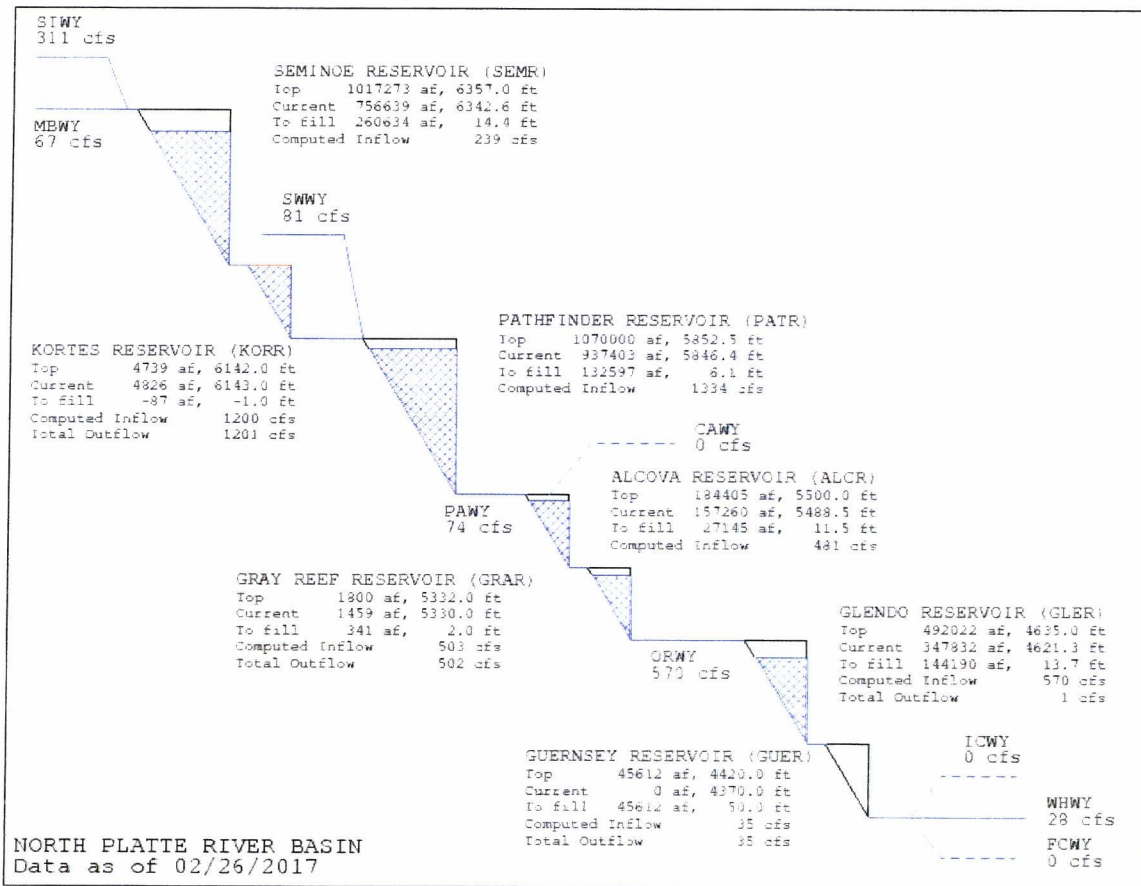 STWY
311 cfs
MBWY
67 cfs
SEMINOE RESERVOIR (SEMR)
Top 1017273 af, 6357.0 ft
Current 756639 af, 6342.6 ft
To fill 260634 af, 14.4 ft
Computed Inflow 239 cfs
SWWY
81 cfs
KORTES RESERVOIR (KORR)
Top 4739 af, 6142.0 ft
Current 4826 af, 6143.0 ft
To fill -87 af, -1.0 ft
Computed Inflow 1200 cfs
Total Outflow 1201 cfs
PATHFINDER RESERVOIR (PATR)
Top 1070000 af, 5852.5 ft
Current 937403 af, 5846.4 ft
To fill 132597 af, 6.1 ft
Computed Inflow 1334 cfs
CAWY
0 cfs
PAWY
74 cfs
ALCOVA RESERVOIR (ALCR)
Top 184405 af, 5500.0 ft
Current 157260 af, 5488.5 ft
To fill 27145 af, 11.5 ft
Computed Inflow 481 cfs
GRAY REEF RESERVOIR (GRAR)
Top 1800 af, 5332.0 ft
Current 1459 af, 5330.0 ft
To fill 341 af, 2.0 ft
Computed Inflow 503 cfs
Total Outflow 502 cfs
ORWY
570 cfs
GLENDO RESERVOIR (GLER)
Top 492022 af, 4635.0 ft
Current 347832 af, 4621.3 ft
To fill 144190 af, 13.7 ft
Computed Inflow 570 cfs
Total Outflow 1 cfs
GUERNSEY RESERVOIR (GUER)
Top 45612 af, 4420.0 ft
Current 0 af, 4370.0 ft
To fill 45612 af, 50.0 ft
Computed Inflow 35 cfs
Total Outflow 35 cfs
ICWY
0 cfs
WHWY
28 cfs
FCWY
0 cfs
NORTH PLATTE RIVER BASIN
Data as of 02/26/2017